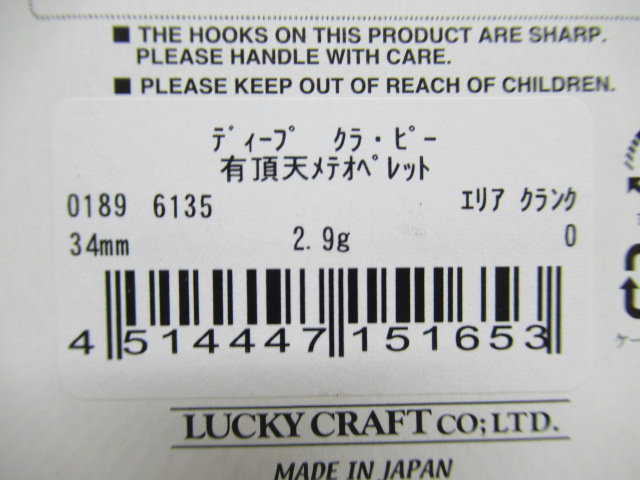 ■ THE HOOKS ON THIS PRODUCT ARE SHARP.
PLEASE HANDLE WITH CARE.
■ PLEASE KEEP OUT OF REACH OF CHILDREN.
ﾃﾞｨｰﾌﾟ ｸﾗ・ﾋﾟｰ
有頂天ﾒﾃｵﾍﾟﾚｯﾄ
0189 6135 ｴﾘｱ ｸﾗﾝｸ
34mm 2.9g 0
4 514447 151653
LUCKY CRAFT CO;LTD.
MADE IN JAPAN